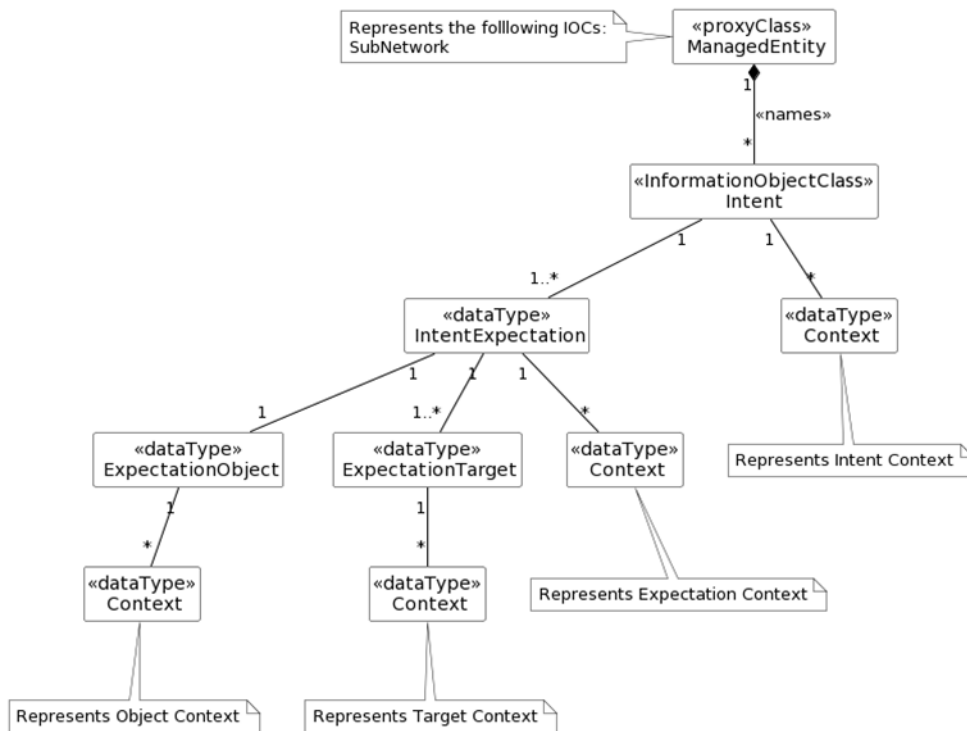 Represents the folllowing IOCs:
SubNetwork
«proxyClass»
ManagedEntity
1
«names»
*
«InformationObjectClass»
Intent
1
1
1..*
*
«dataType»
IntentExpectation
«dataType»
Context
1
1
1
1
1..*
*
«dataType»
ExpectationObject
«dataType»
ExpectationTarget
«dataType»
Context
Represents Intent Context
1
1
*
*
«dataType»
Context
«dataType»
Context
Represents Expectation Context
Represents Object Context
Represents Target Context